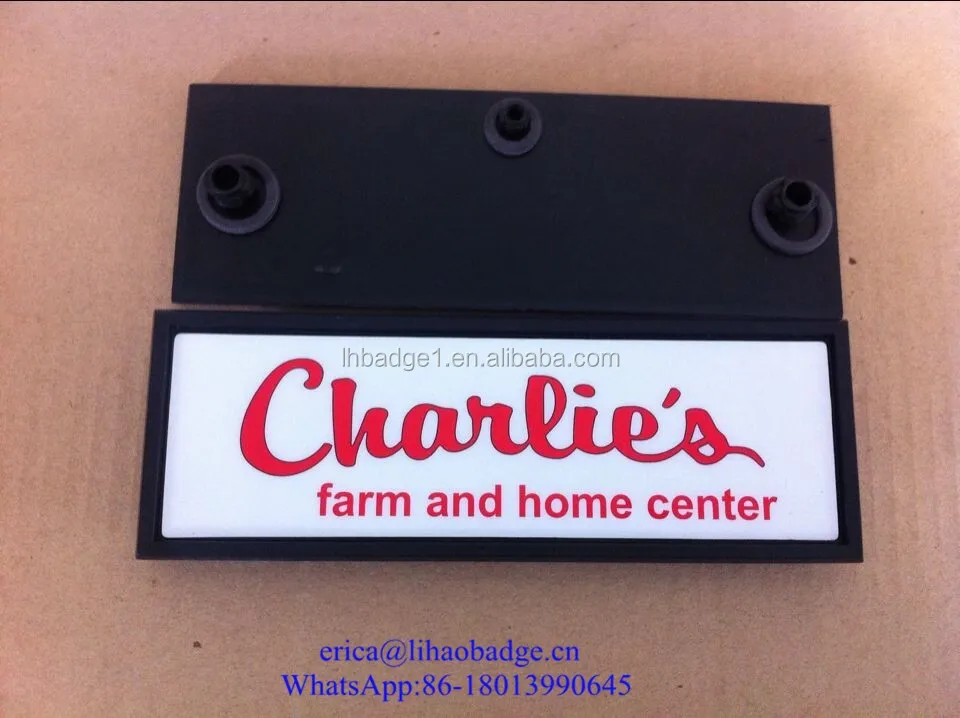 lhbadge1.en.alibaba.com
Charlie's
farm and home center
erica@lihaobadge.cn
WhatsApp:86-18013990645